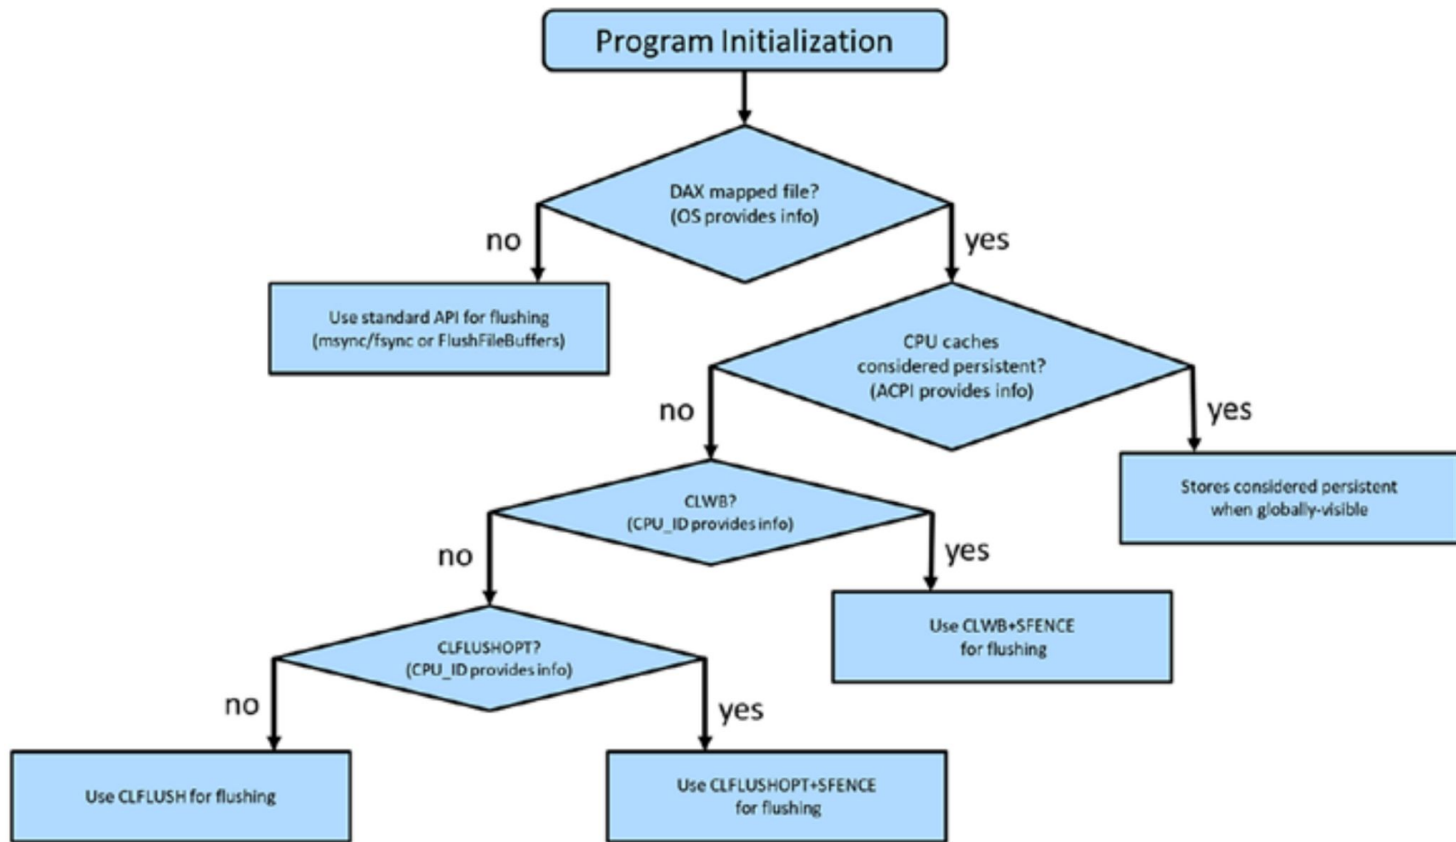 Program Initialization
DAX mapped file?
(OS provides info)
no
yes
Use standard API for flushing
(msync/fsync or FlushFileBuffers)
CPU caches
considered persistent?
(ACPI provides info)
no
yes
CLWB?
(CPU_ID provides info)
Stores considered persistent
when globally-visible
no
yes
Use CLWB+SFENCE
for flushing
CLFLUSHOPT?
(CPU_ID provides info)
no
yes
Use CLFLUSH for flushing
Use CLFLUSHOPT+SFENCE
for flushing